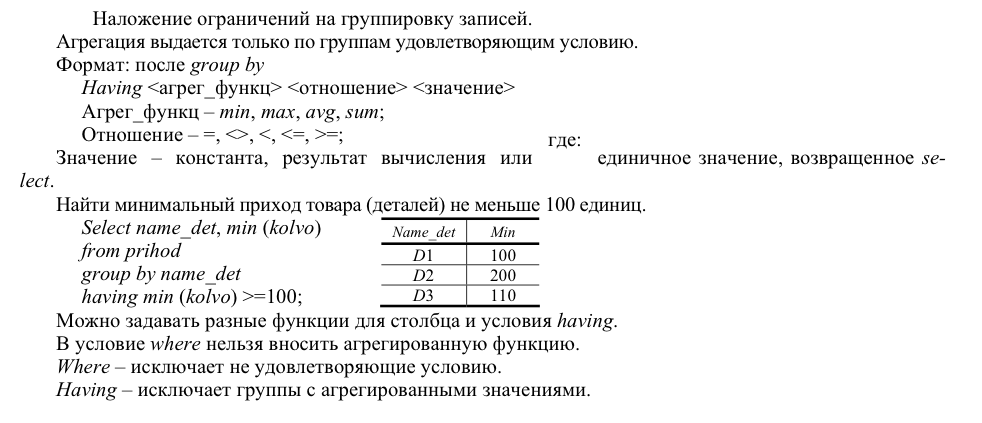 Наложение ограничений на группировку записей.
Агрегация выдается только по группам удовлетворяющим условию.
Формат: после group by
Having <агрег_функц> <отношение> <значение>
Агрег_функц – min, max, avg, sum;
Отношение – =, <>, <, <=, >=;
где:
Значение – константа, результат вычисления или единичное значение, возвращенное se-
lect.
Найти минимальный приход товара (деталей) не меньше 100 единиц.
Select name_det, min (kolvo)
from prihod
group by name_det
having min (kolvo) >=100;
Name_det Min
D1 100
D2 200
D3 110
Можно задавать разные функции для столбца и условия having.
В условие where нельзя вносить агрегированную функцию.
Where – исключает не удовлетворяющие условию.
Having – исключает группы с агрегированными значениями.